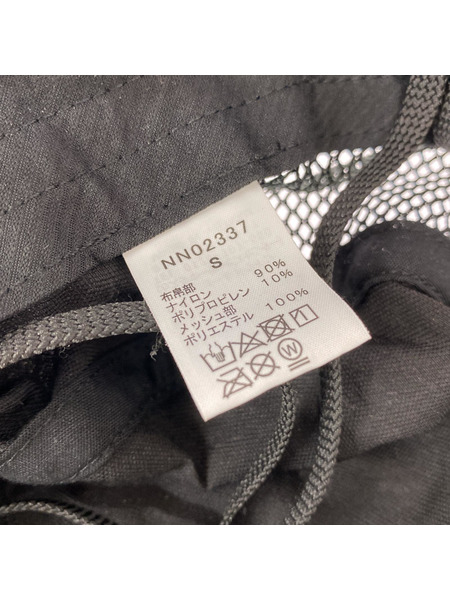 NN02337
S
布帛部
ナイロン 90%
ポリプロピレン 10%
メッシュ部
ポリエステル 100%
W